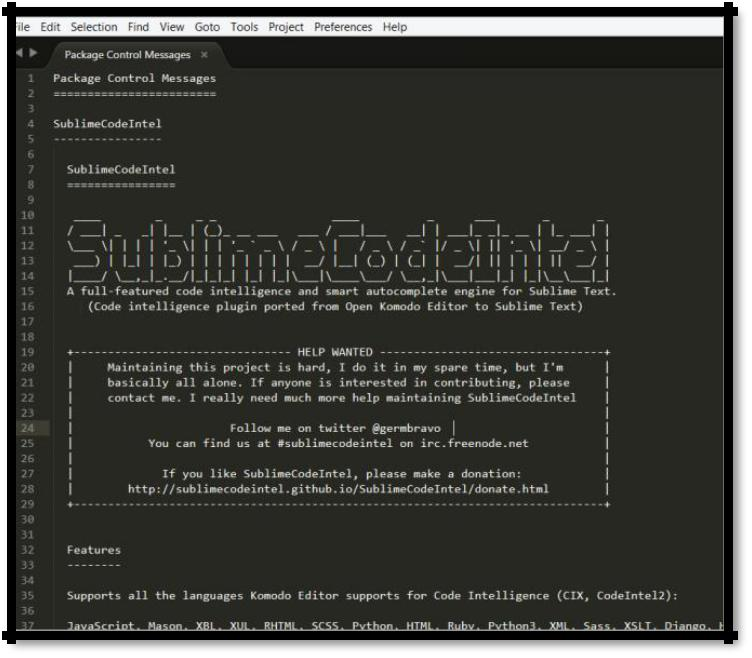 File Edit Selection Find View Goto Tools Project Preferences Help
Package Control Messages ×
1 Package Control Messages
2 ========================
3
4 SublimeCodeIntel
5 ----------------
6
7 SublimeCodeIntel
8 ================
9
10
11
12 SublimeCodeIntel
13
14
15 A full-featured code intelligence and smart autocomplete engine for Sublime Text.
16 (Code intelligence plugin ported from Open Komodo Editor to Sublime Text)
17
18
19 +-------------------------------- HELP WANTED ---------------------------------+
20 | Maintaining this project is hard, I do it in my spare time, but I'm |
21 | basically all alone. If anyone is interested in contributing, please |
22 | contact me. I really need much more help maintaining SublimeCodeIntel |
23 | |
24 | Follow me on twitter @germbravo |
25 | You can find us at #sublimecodeintel on irc.freenode.net |
26 | |
27 | If you like SublimeCodeIntel, please make a donation: |
28 | http://sublimecodeintel.github.io/SublimeCodeIntel/donate.html |
29 +------------------------------------------------------------------------------+
30
31
32 Features
33 --------
34
35 Supports all the languages Komodo Editor supports for Code Intelligence (CIX, CodeIntel2):
36
37 JavaScript, Mason, XBL, XUL, RHTML, SCSS, Python, HTML, Ruby, Python3, XML, Sass, XSLT, Django, H